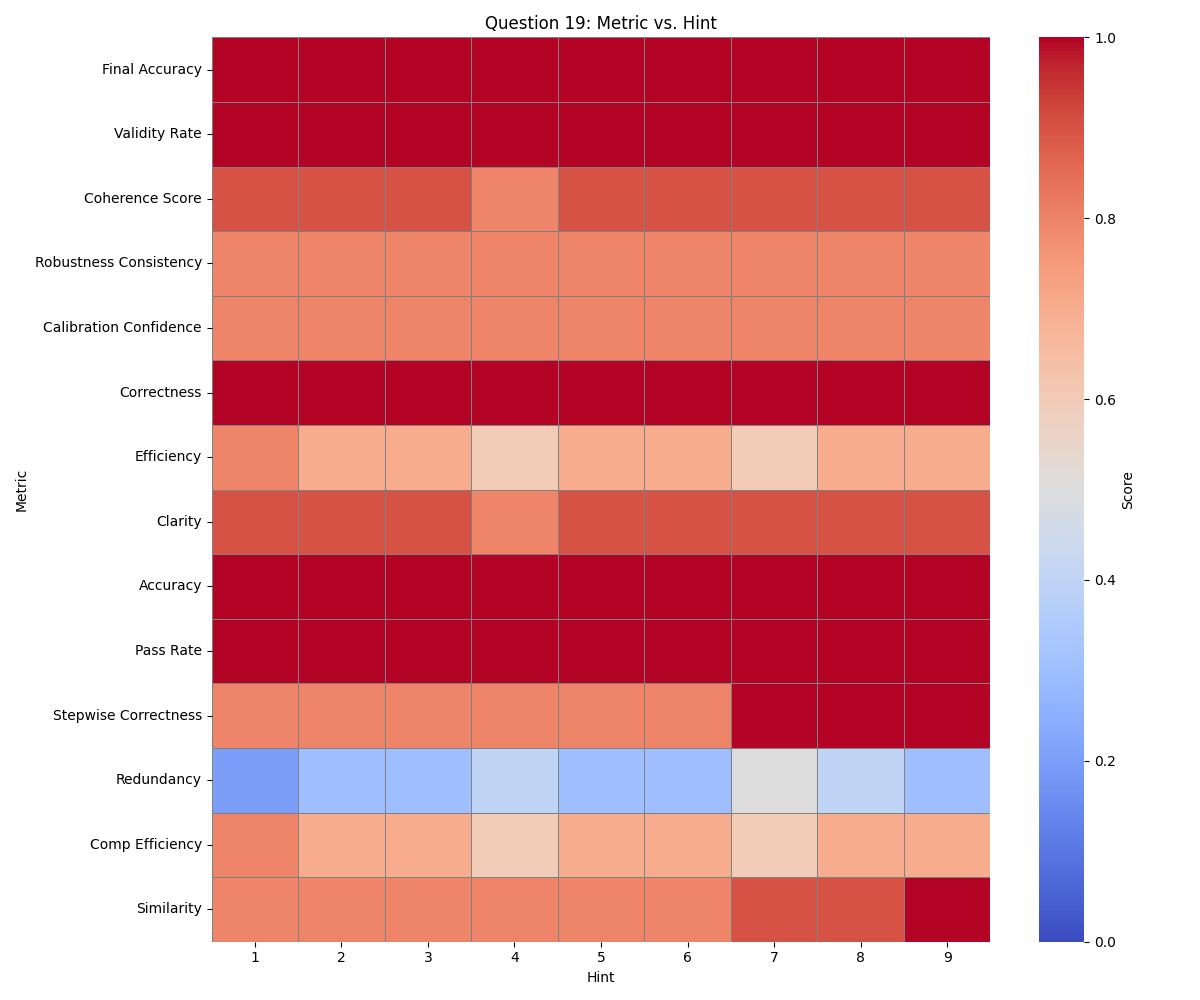 Question 19: Metric vs. Hint
Final Accuracy
Validity Rate
Coherence Score
Robustness Consistency
Calibration Confidence
Correctness
Efficiency
Clarity
Accuracy
Pass Rate
Stepwise Correctness
Redundancy
Comp Efficiency
Similarity
Metric
1 2 3 4 5 6 7 8 9
Hint
1.0
0.8
0.6
0.4
0.2
0.0
Score